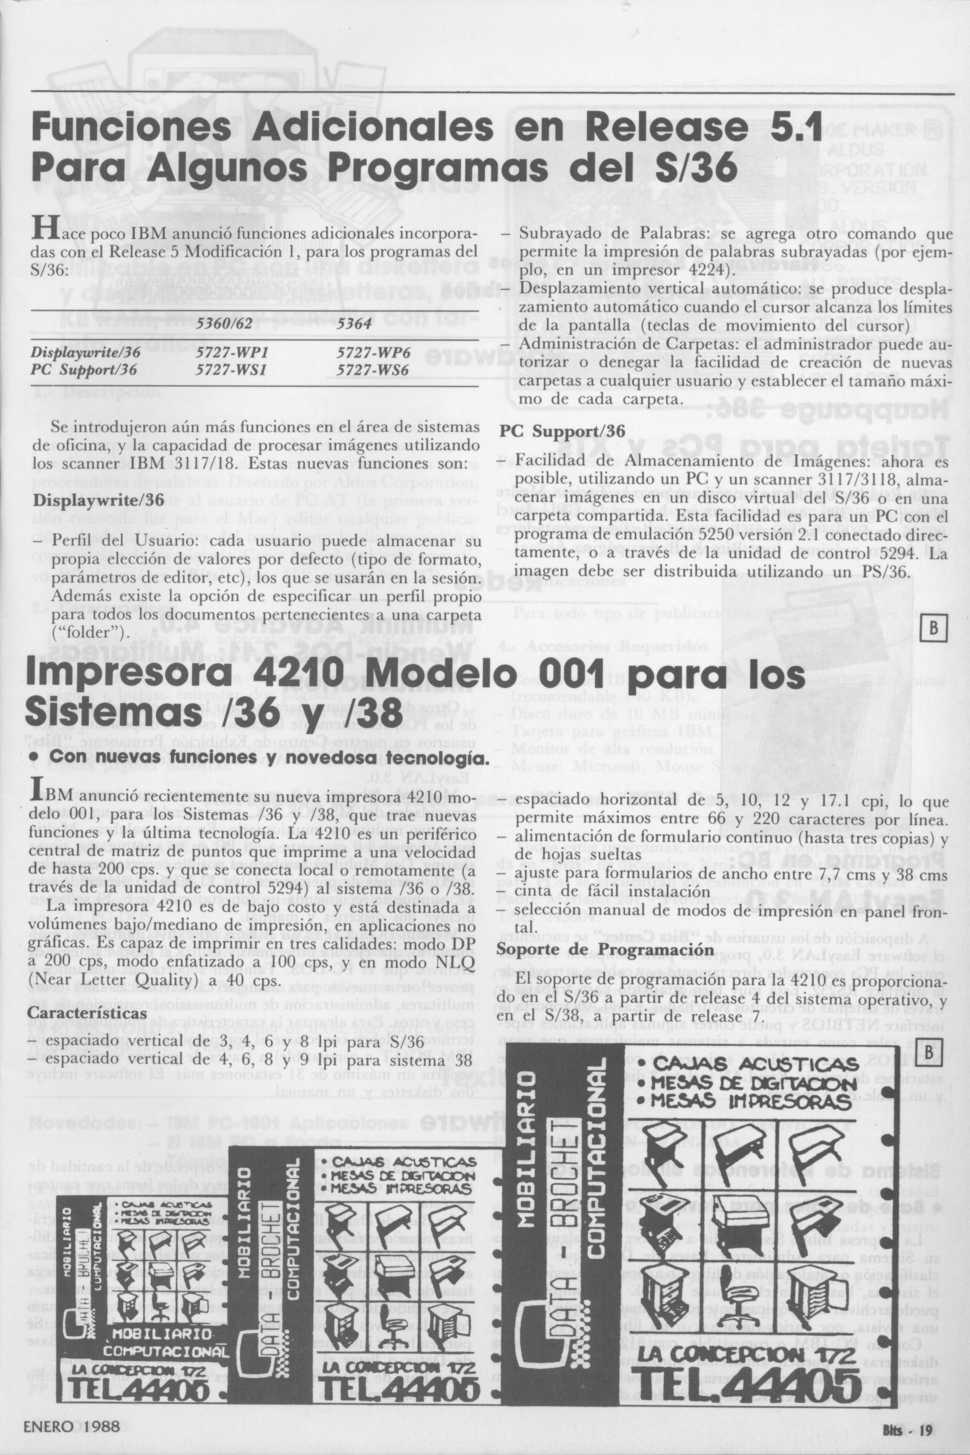 Funciones Adicionales en Release 5.1
Para Algunos Programas del S/36
Hace poco IBM anunció funciones adicionales incorpora-
das con el Release 5 Modificación 1, para los programas del
S/36:
5360/62 5364
Displaywrite/36 5727-WP1 5727-WP6
PC Support/36 5727-WS1 5727-WS6
Se introdujeron aún más funciones en el área de sistemas
de oficina, y la capacidad de procesar imágenes utilizando
los scanner IBM 3117/18. Estas nuevas funciones son:
Displaywrite/36
– Perfil del Usuario: cada usuario puede almacenar su
propia elección de valores por defecto (tipo de formato,
parámetros de editor, etc), los que se usarán en la sesión.
Además existe la opción de especificar un perfil propio
para todos los documentos pertenecientes a una carpeta
(“folder”).
– Subrayado de Palabras: se agrega otro comando que
permite la impresión de palabras subrayadas (por ejem-
plo, en un impresor 4224).
– Desplazamiento vertical automático: se produce despla-
zamiento automático cuando el cursor alcanza los límites
de la pantalla (teclas de movimiento del cursor)
– Administración de Carpetas: el administrador puede au-
torizar o denegar la facilidad de creación de nuevas
carpetas a cualquier usuario y establecer el tamaño máxi-
mo de cada carpeta.
PC Support/36
– Facilidad de Almacenamiento de Imágenes: ahora es
posible, utilizando un PC y un scanner 3117/3118, alma-
cenar imágenes en un disco virtual del S/36 o en una
carpeta compartida. Esta facilidad es para un PC con el
programa de emulación 5250 versión 2.1 conectado direc-
tamente, o a través de la unidad de control 5294. La
imagen debe ser distribuida utilizando un PS/36.
B
Impresora 4210 Modelo 001 para los
Sistemas /36 y /38
• Con nuevas funciones y novedosa tecnología.
IBM anunció recientemente su nueva impresora 4210 mo-
delo 001, para los Sistemas /36 y /38, que trae nuevas
funciones y la última tecnología. La 4210 es un periférico
central de matriz de puntos que imprime a una velocidad
de hasta 200 cps. y que se conecta local o remotamente (a
través de la unidad de control 5294) al sistema /36 o /38.
La impresora 4210 es de bajo costo y está destinada a
volúmenes bajo/mediano de impresión, en aplicaciones no
gráficas. Es capaz de imprimir en tres calidades: modo DP
a 200 cps, modo enfatizado a 100 cps, y en modo NLQ
(Near Letter Quality) a 40 cps.
Características
– espaciado vertical de 3, 4, 6 y 8 lpi para S/36
– espaciado vertical de 4, 6, 8 y 9 lpi para sistema 38
– espaciado horizontal de 5, 10, 12 y 17.1 cpi, lo que
permite máximos entre 66 y 220 caracteres por línea.
– alimentación de formulario continuo (hasta tres copias) y
de hojas sueltas
– ajuste para formularios de ancho entre 7,7 cms y 38 cms
– cinta de fácil instalación
– selección manual de modos de impresión en panel fron-
tal.
Soporte de Programación
El soporte de programación para la 4210 es proporciona-
do en el S/36 a partir de release 4 del sistema operativo, y
en el S/38, a partir de release 7.
B
MOBILIARIO
DATA - BROCHET
COMPUTACIONAL
• CAJAS ACUSTICAS
• MESAS DE DIGITACION
• MESAS IMPRESORAS
MOBILIARIO
COMPUTACIONAL
LA CONCEPCION 172
TEL.44405
MOBILIARIO
DATA - BROCHET
COMPUTACIONAL
• CAJAS ACUSTICAS
• MESAS DE DIGITACION
• MESAS IMPRESORAS
LA CONCEPCION 172
TEL.44405
MOBILIARIO
DATA - BROCHET
COMPUTACIONAL
• CAJAS ACUSTICAS
• MESAS DE DIGITACION
• MESAS IMPRESORAS
LA CONCEPCION 172
TEL.44405
ENERO 1988
Bits - 19